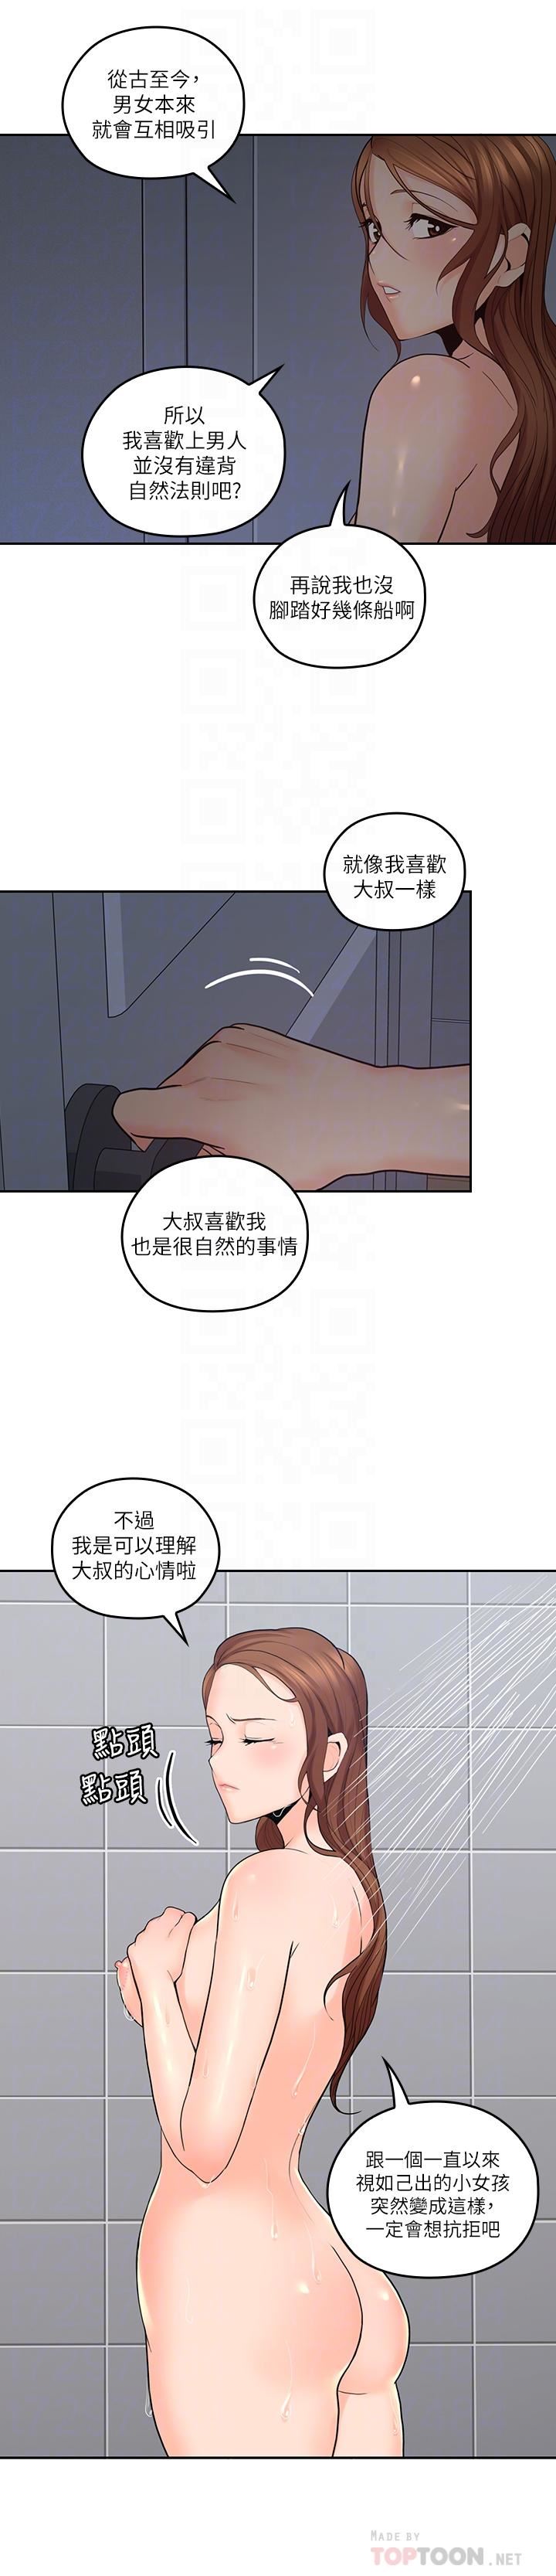 從古至今，
男女本來
就會互相吸引
所以
我喜歡上男人
並沒有違背
自然法則吧?
再說我也沒
腳踏好幾條船啊
就像我喜歡
大叔一樣
大叔喜歡我
也是很自然的事情
不過
我是可以理解
大叔的心情啦
點頭
點頭
跟一個一直以來
視如己出的小女孩
突然變成這樣，
一定會想抗拒吧
MADE BY
TOPTOON.NET